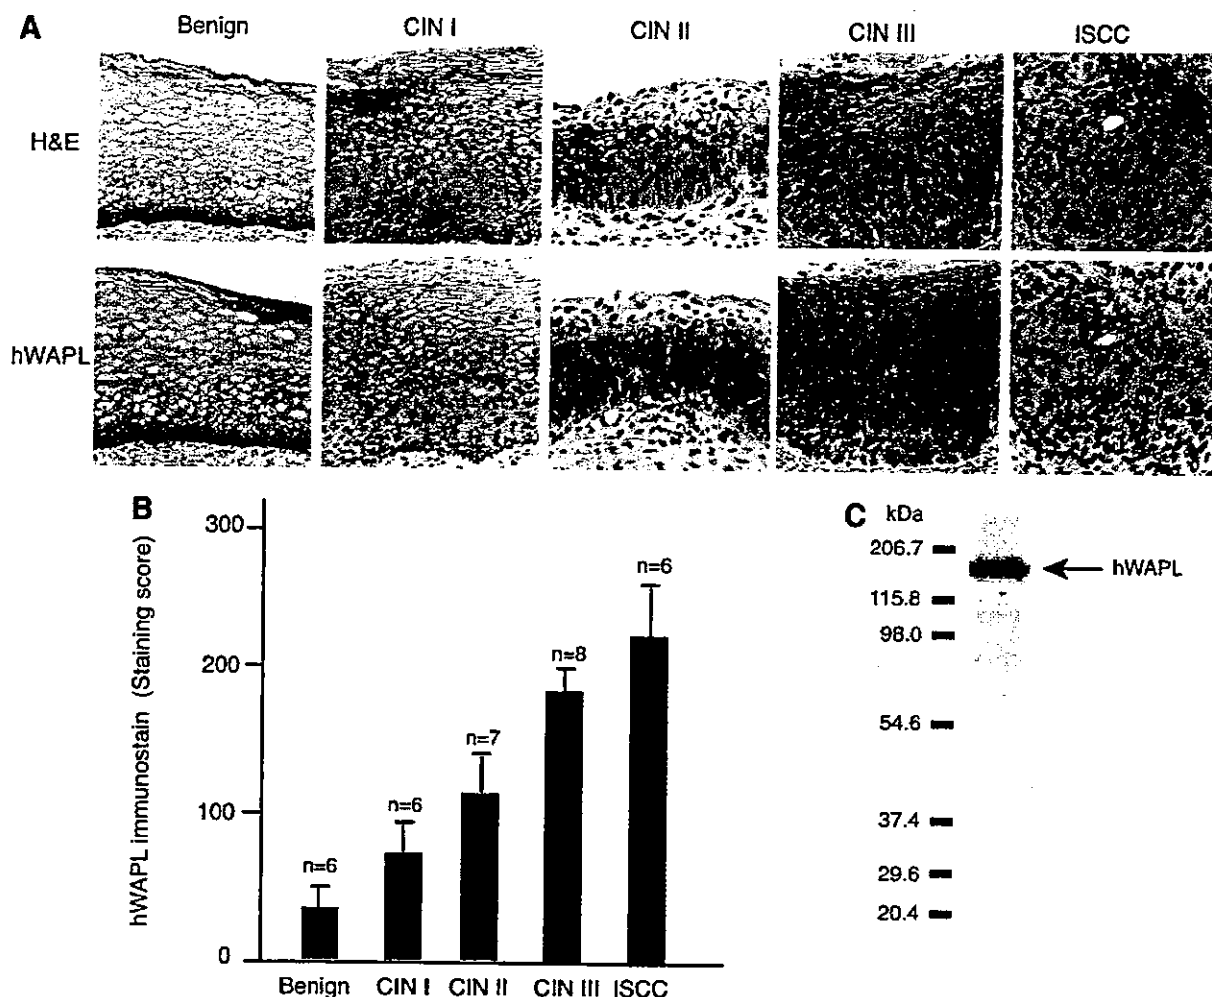 A
Benign CIN I CIN II CIN III ISCC
H&E
hWAPL
B
hWAPL immunostain (Staining score)
300
200
100
0
n=6
n=6
n=7
n=8
n=6
Benign CIN I CIN II CIN III ISCC
C kDa
206.7
hWAPL
115.8
98.0
54.6
37.4
29.6
20.4